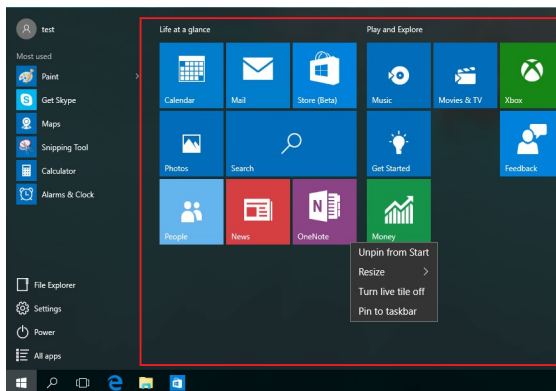 test
Most used
Paint
Get Skype
Maps
Snipping Tool
Calculator
Alarms & Clock
File Explorer
Settings
Power
All apps
Life at a glance
Calendar
Mail
Store (Beta)
Photos
Search
People
News
OneNote
Play and Explore
Music
Movies & TV
Xbox
Get Started
Feedback
Money
Unpin from Start
Resize
Turn live tile off
Pin to taskbar